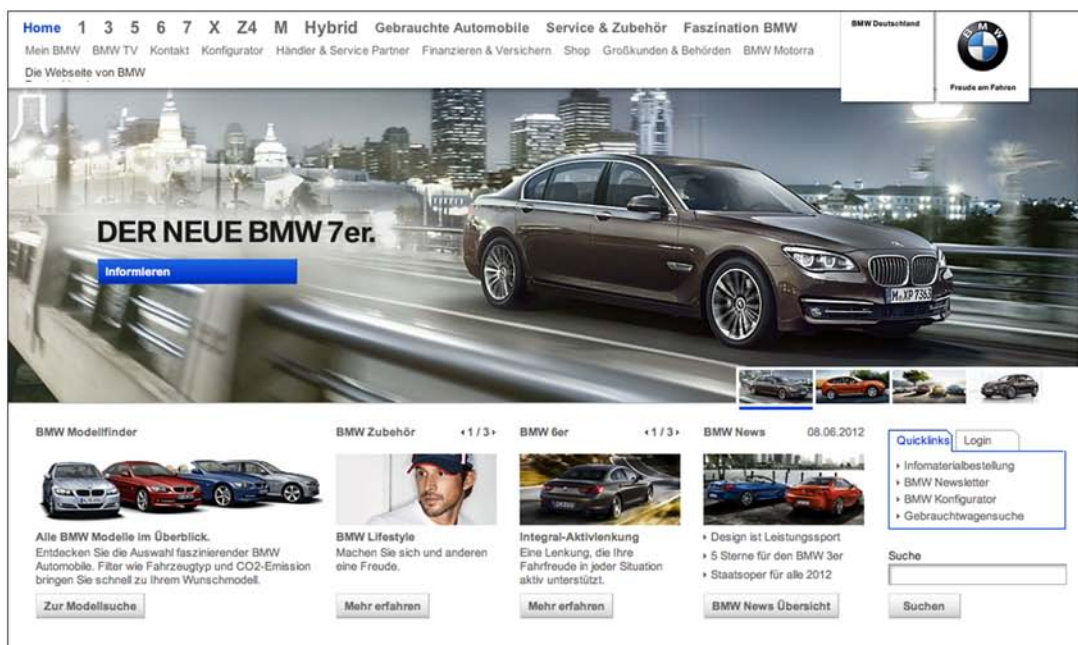 Home 1 3 5 6 7 X Z4 M Hybrid Gebrauchte Automobile Service & Zubehör Faszination BMW
Mein BMW BMW TV Kontakt Konfigurator Händler & Service Partner Finanzieren & Versichern Shop Großkunden & Behörden BMW Motorra
Die Webseite von BMW
BMW Deutschland
BMW
Freude am Fahren
DER NEUE BMW 7er.
Informieren
M XP 7363
BMW Modellfinder
Alle BMW Modelle im Überblick.
Entdecken Sie die Auswahl faszinierender BMW
Automobile. Filter wie Fahrzeugtyp und CO2-Emission
bringen Sie schnell zu Ihrem Wunschmodell.
Zur Modellsuche
BMW Zubehör 1 / 3
BMW Lifestyle
Machen Sie sich und anderen
eine Freude.
Mehr erfahren
BMW 6er 1 / 3
Integral-Aktivlenkung
Eine Lenkung, die Ihre
Fahrfreude in jeder Situation
aktiv unterstützt.
Mehr erfahren
BMW News 08.06.2012
Design ist Leistungssport
5 Sterne für den BMW 3er
Staatsoper für alle 2012
BMW News Übersicht
Quicklinks Login
Infomaterialbestellung
BMW Newsletter
BMW Konfigurator
Gebrauchtwagensuche
Suche
Suchen